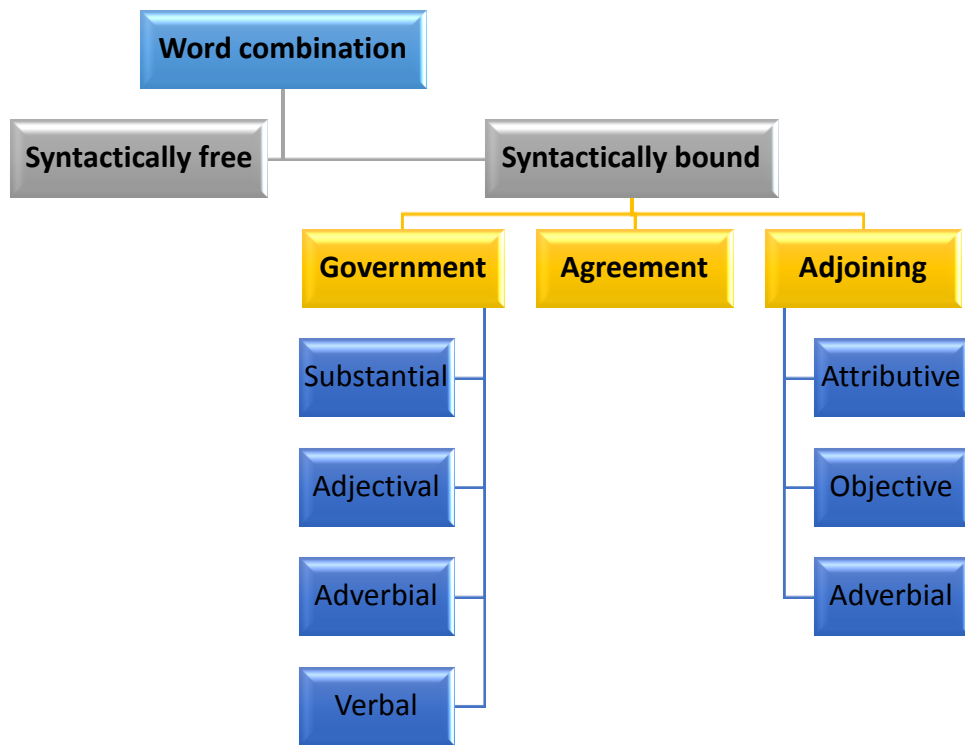 Word combination
Syntactically free
Syntactically bound
Government
Agreement
Adjoining
Substantial
Attributive
Adjectival
Objective
Adverbial
Adverbial
Verbal